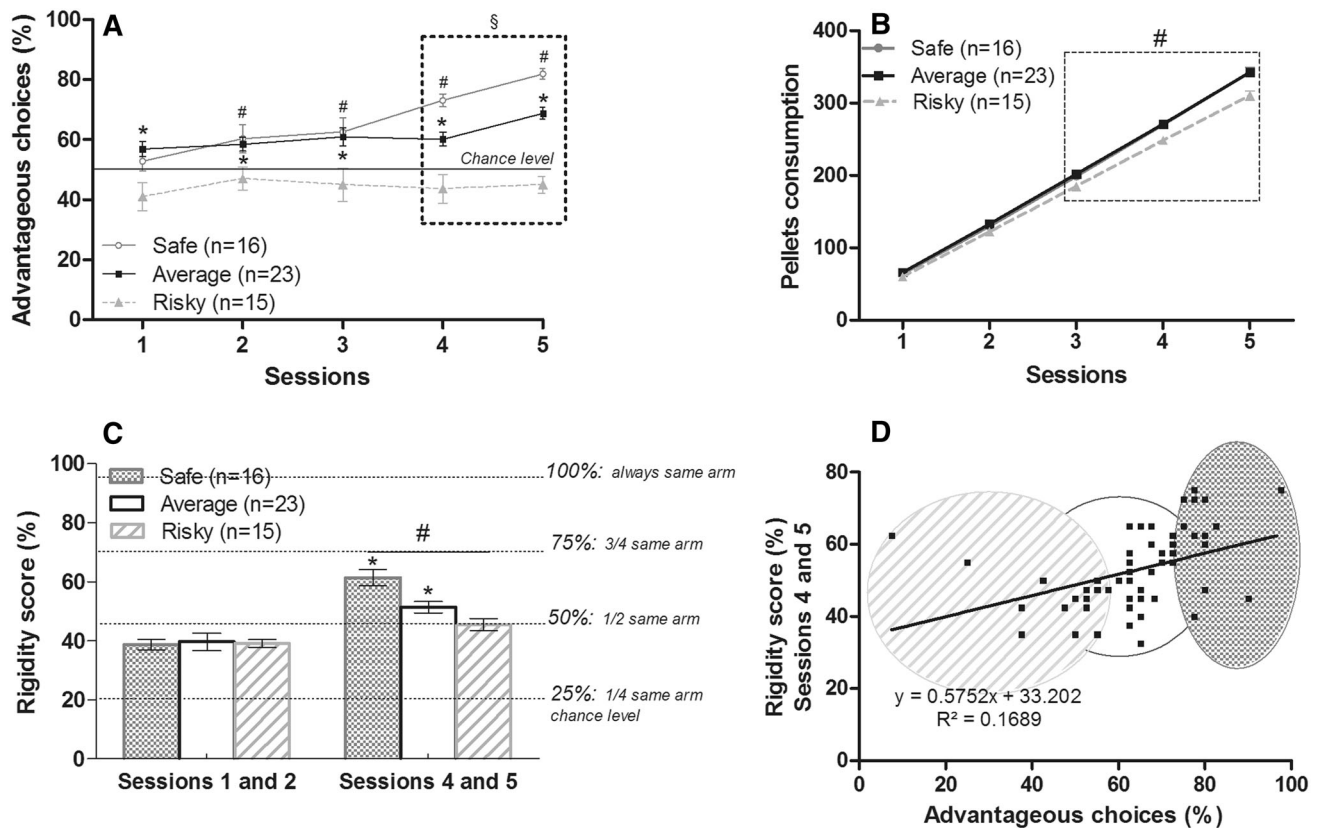 A
§
Advantageous choices (%)
100
80
60
40
20
0
*
#
*
#
*
#
*
#
*
Chance level
Safe (n=16)
Average (n=23)
Risky (n=15)
1 2 3 4 5
Sessions
B
#
Pellets consumption
400
300
200
100
0
Safe (n=16)
Average (n=23)
Risky (n=15)
1 2 3 4 5
Sessions
C
Rigidity score (%)
100
80
60
40
20
0
Safe (n=16)
Average (n=23)
Risky (n=15)
#
*
*
100%: always same arm
75%: 3/4 same arm
50%: 1/2 same arm
25%: 1/4 same arm
chance level
Sessions 1 and 2 Sessions 4 and 5
D
Rigidity score (%)
Sessions 4 and 5
80
60
40
20
0
y = 0.5752x + 33.202
R² = 0.1689
0 20 40 60 80 100
Advantageous choices (%)